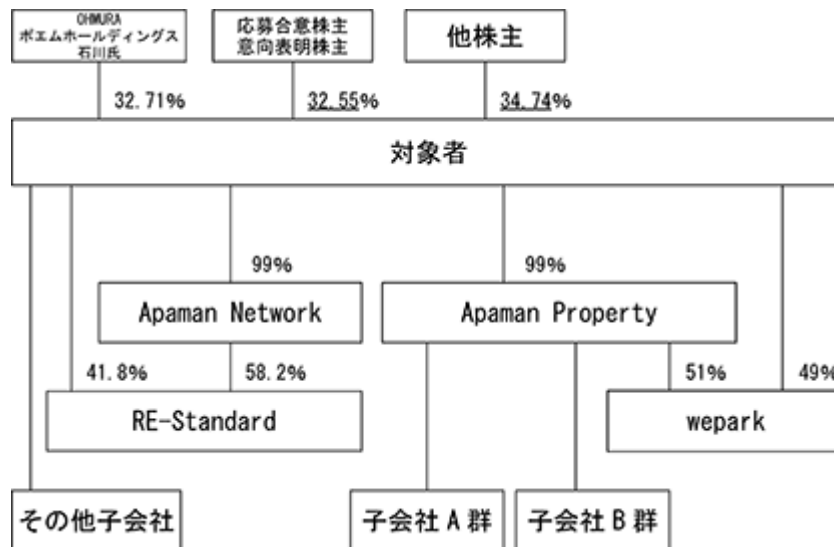 OHMURA
ポエムホールディングス
石川氏
応募合意株主
意向表明株主
他株主
32.71%
32.55%
34.74%
対象者
99%
99%
Apaman Network
Apaman Property
41.8%
58.2%
51%
49%
RE-Standard
wepark
その他子会社
子会社A群
子会社B群